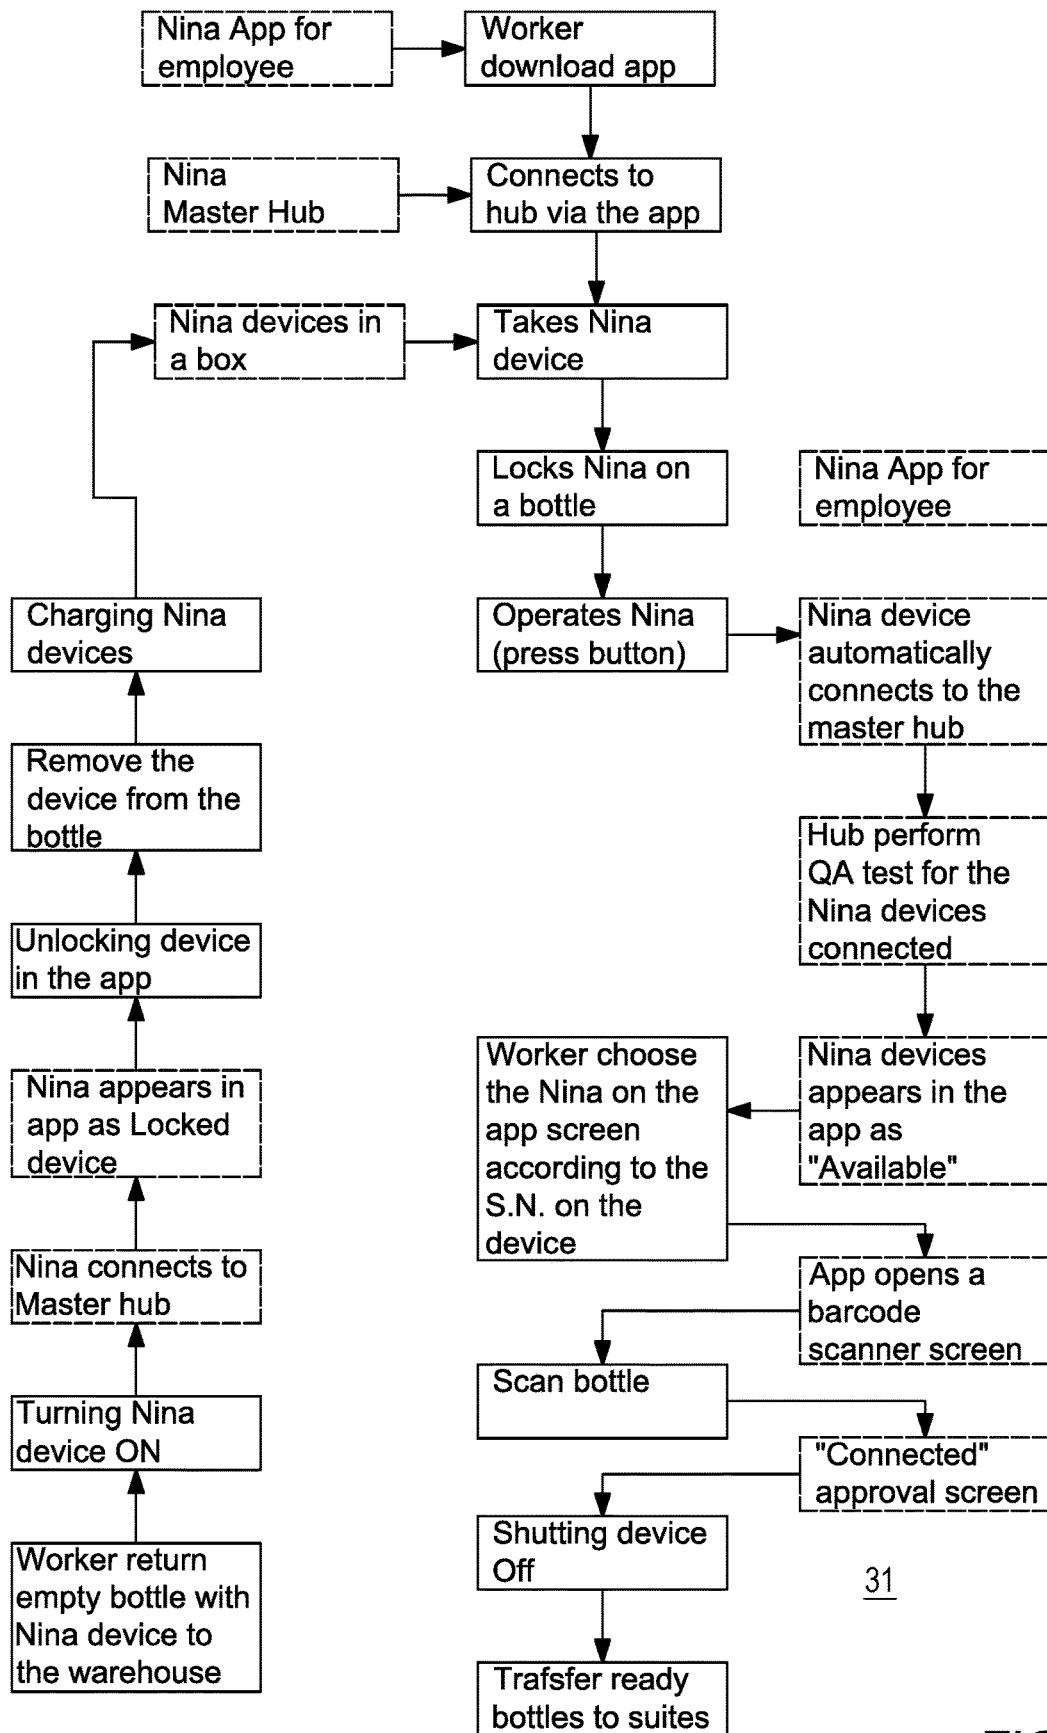 Nina App for
employee
Worker
download app
Nina
Master Hub
Connects to
hub via the app
Nina devices in
a box
Takes Nina
device
Locks Nina on
a bottle
Nina App for
employee
Charging Nina
devices
Operates Nina
(press button)
Nina device
automatically
connects to the
master hub
Remove the
device from the
bottle
Hub perform
QA test for the
Nina devices
connected
Unlocking device
in the app
Nina appears in
app as Locked
device
Worker choose
the Nina on the
app screen
according to the
S.N. on the
device
Nina devices
appears in the
app as
"Available"
Nina connects to
Master hub
App opens a
barcode
scanner screen
Turning Nina
device ON
Scan bottle
"Connected"
approval screen
Worker return
empty bottle with
Nina device to
the warehouse
Shutting device
Off
31
Trafsfer ready
bottles to suites